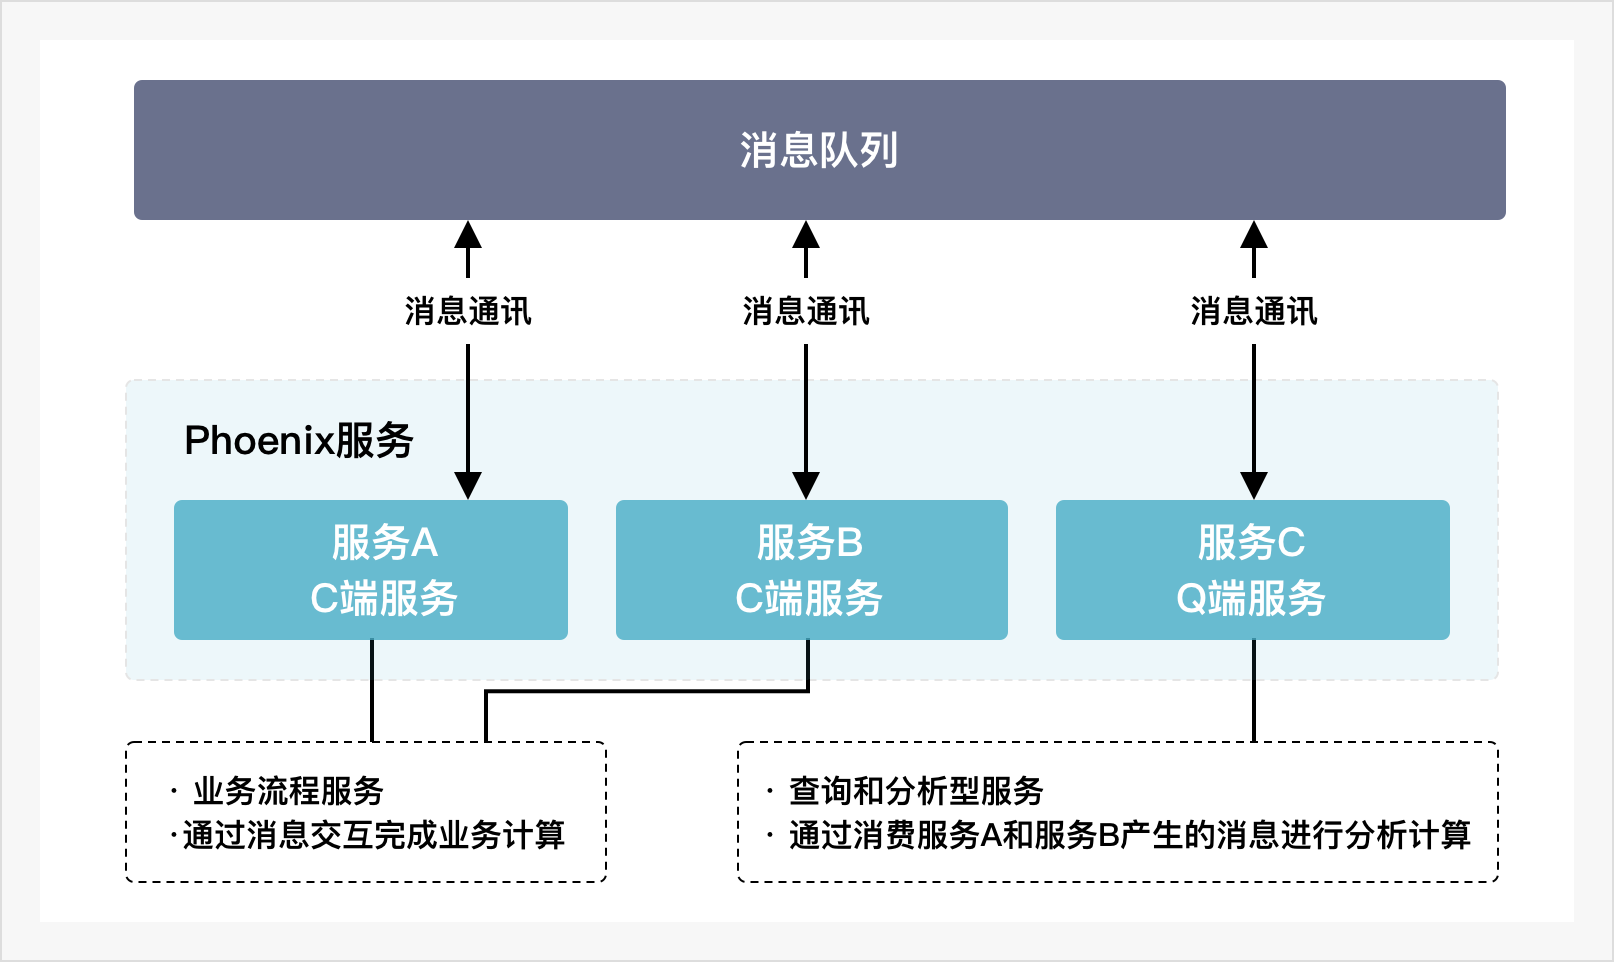 消息队列
消息通讯
消息通讯
消息通讯
Phoenix服务
服务A
C端服务
服务B
C端服务
服务C
Q端服务
· 业务流程服务
·通过消息交互完成业务计算
· 查询和分析型服务
· 通过消费服务A和服务B产生的消息进行分析计算